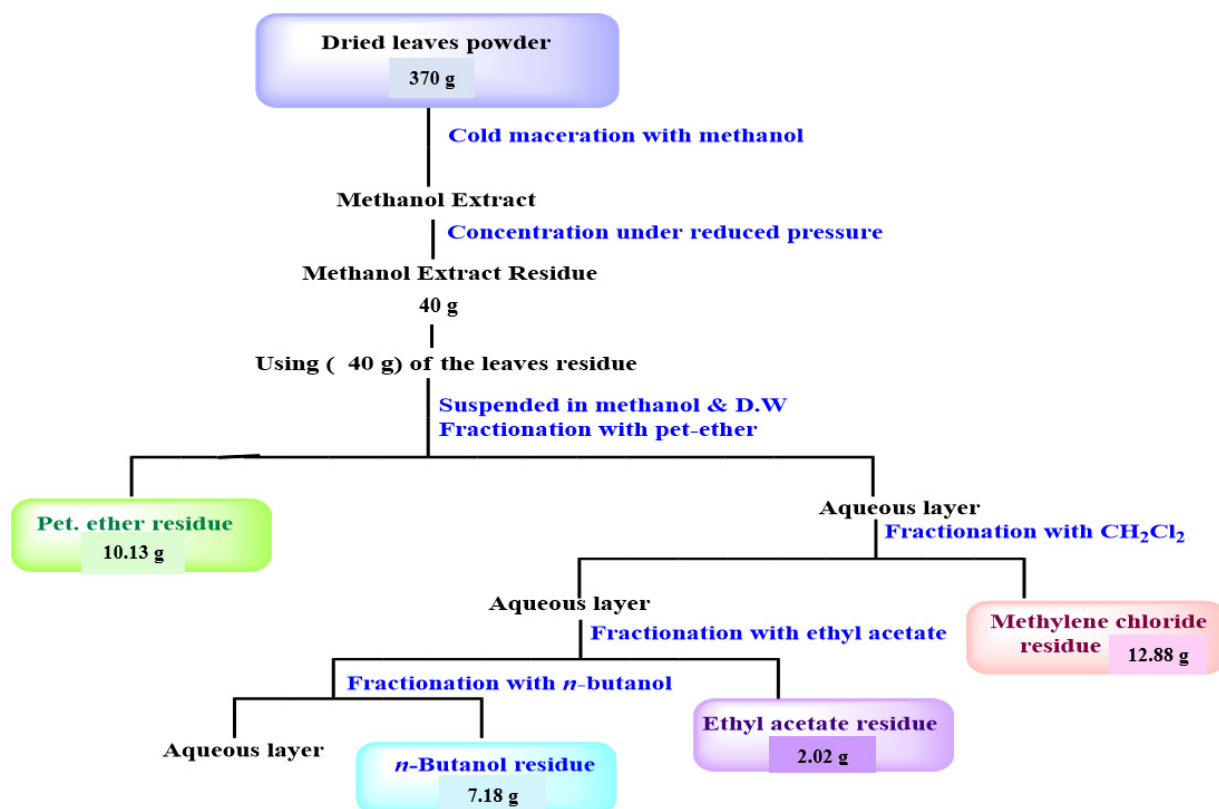 Dried leaves powder
370 g
Cold maceration with methanol
Methanol Extract
Concentration under reduced pressure
Methanol Extract Residue
40 g
Using (  40 g) of the leaves residue
Suspended in methanol & D.W
Fractionation with pet-ether
Pet. ether residue
10.13 g
Aqueous layer
Fractionation with CH₂Cl₂
Aqueous layer
Fractionation with ethyl acetate
Methylene chloride
residue 12.88 g
Fractionation with n-butanol
Ethyl acetate residue
2.02 g
Aqueous layer
n-Butanol residue
7.18 g